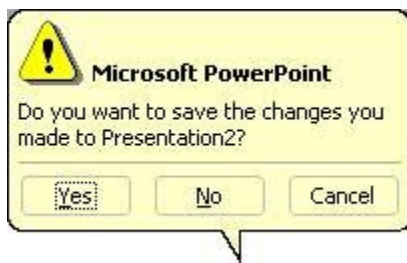 Microsoft PowerPoint
Do you want to save the changes you
made to Presentation2?
Yes
No
Cancel